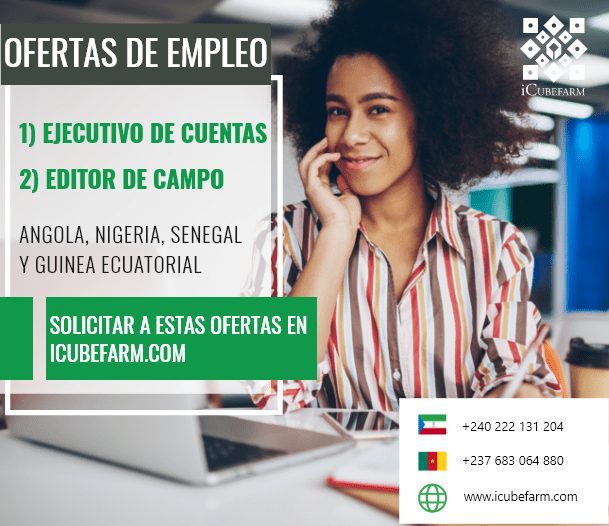 OFERTAS DE EMPLEO
iCUBEFARM
1) EJECUTIVO DE CUENTAS
2) EDITOR DE CAMPO
ANGOLA, NIGERIA, SENEGAL
Y GUINEA ECUATORIAL
SOLICITAR A ESTAS OFERTAS EN
ICUBEFARM.COM
+240 222 131 204
+237 683 064 880
www.icubefarm.com